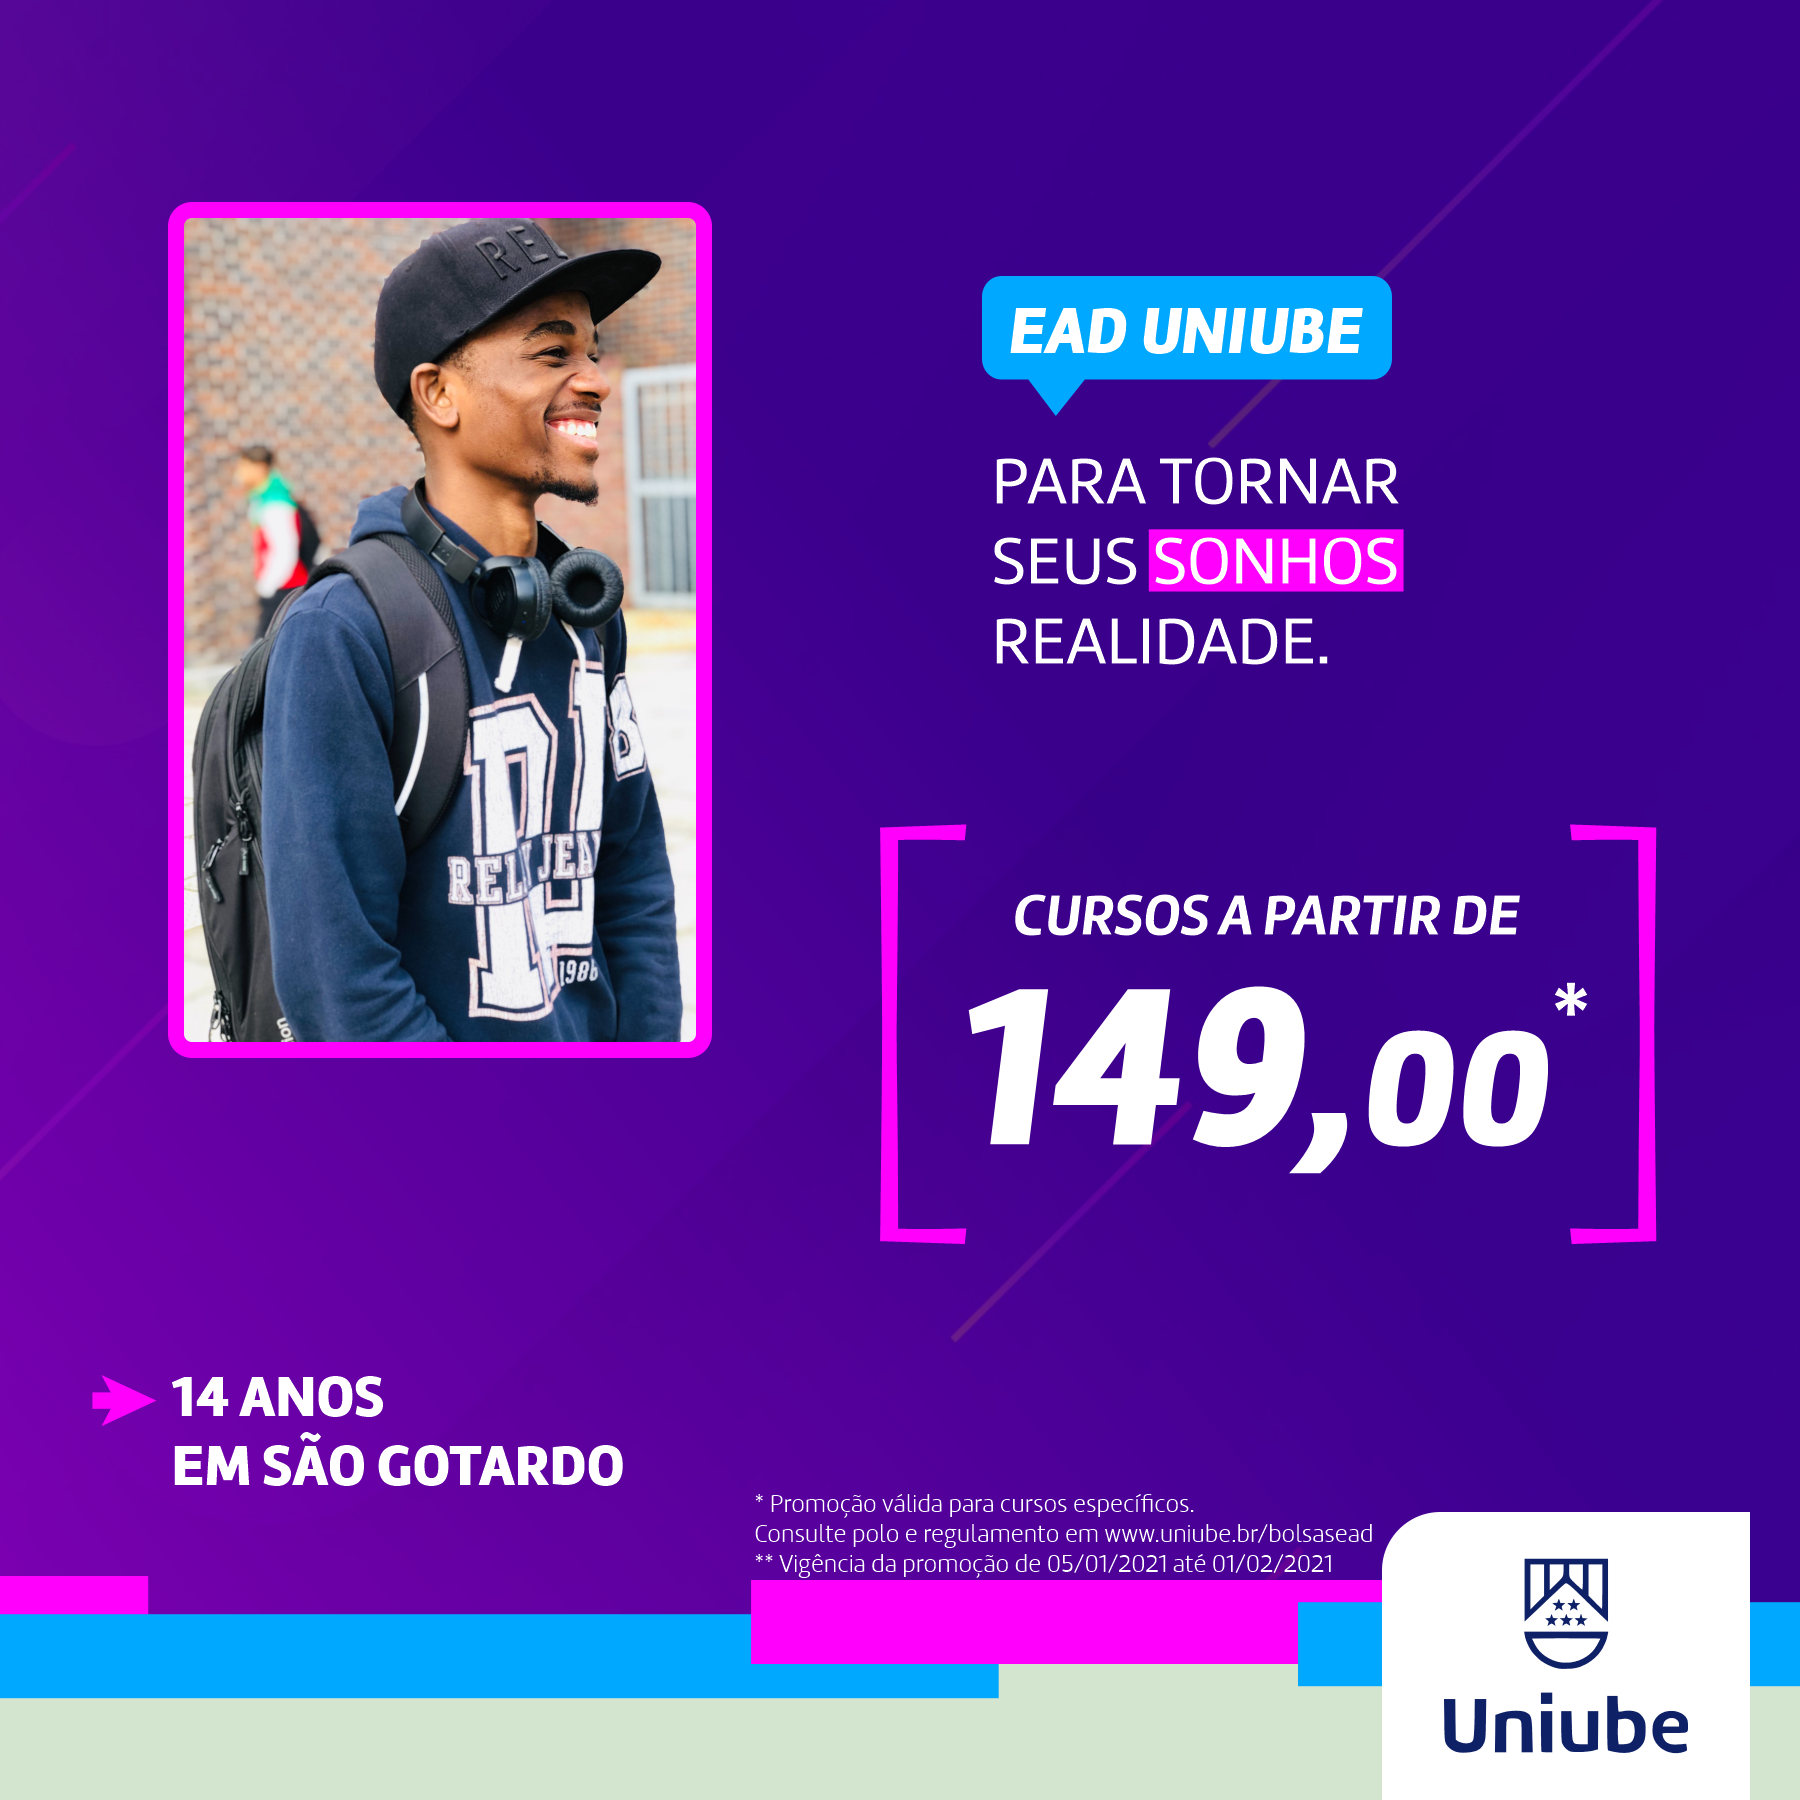 EAD UNIUBE
PARA TORNAR
SEUS SONHOS
REALIDADE.
CURSOS A PARTIR DE
149,00*
14 ANOS
EM SÃO GOTARDO
* Promoção válida para cursos específicos.
Consulte polo e regulamento em www.uniube.br/bolsasead
** Vigência da promoção de 05/01/2021 até 01/02/2021
Uniube
REL
1986